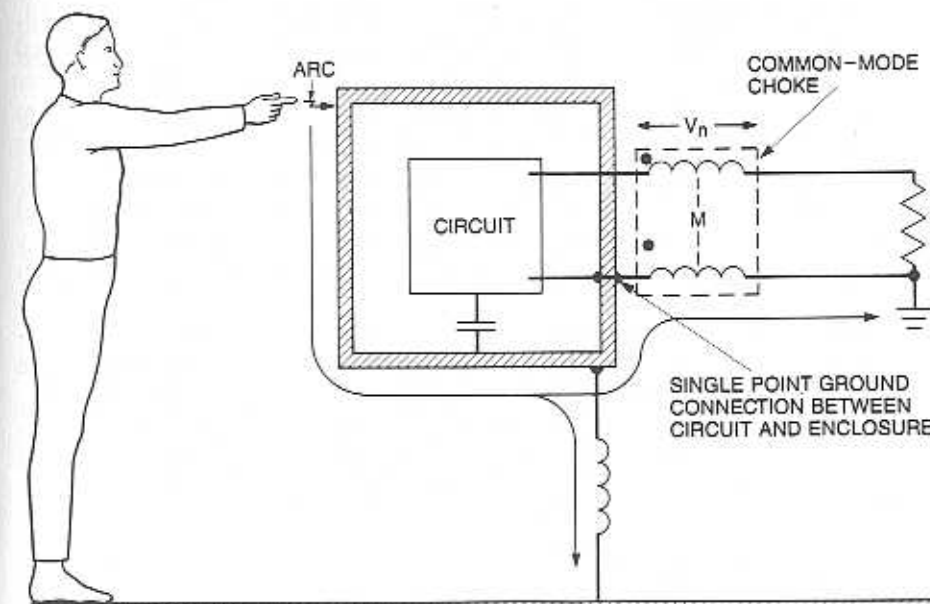 ARC
COMMON-MODE
CHOKE
Vn
CIRCUIT
M
SINGLE POINT GROUND
CONNECTION BETWEEN
CIRCUIT AND ENCLOSURE